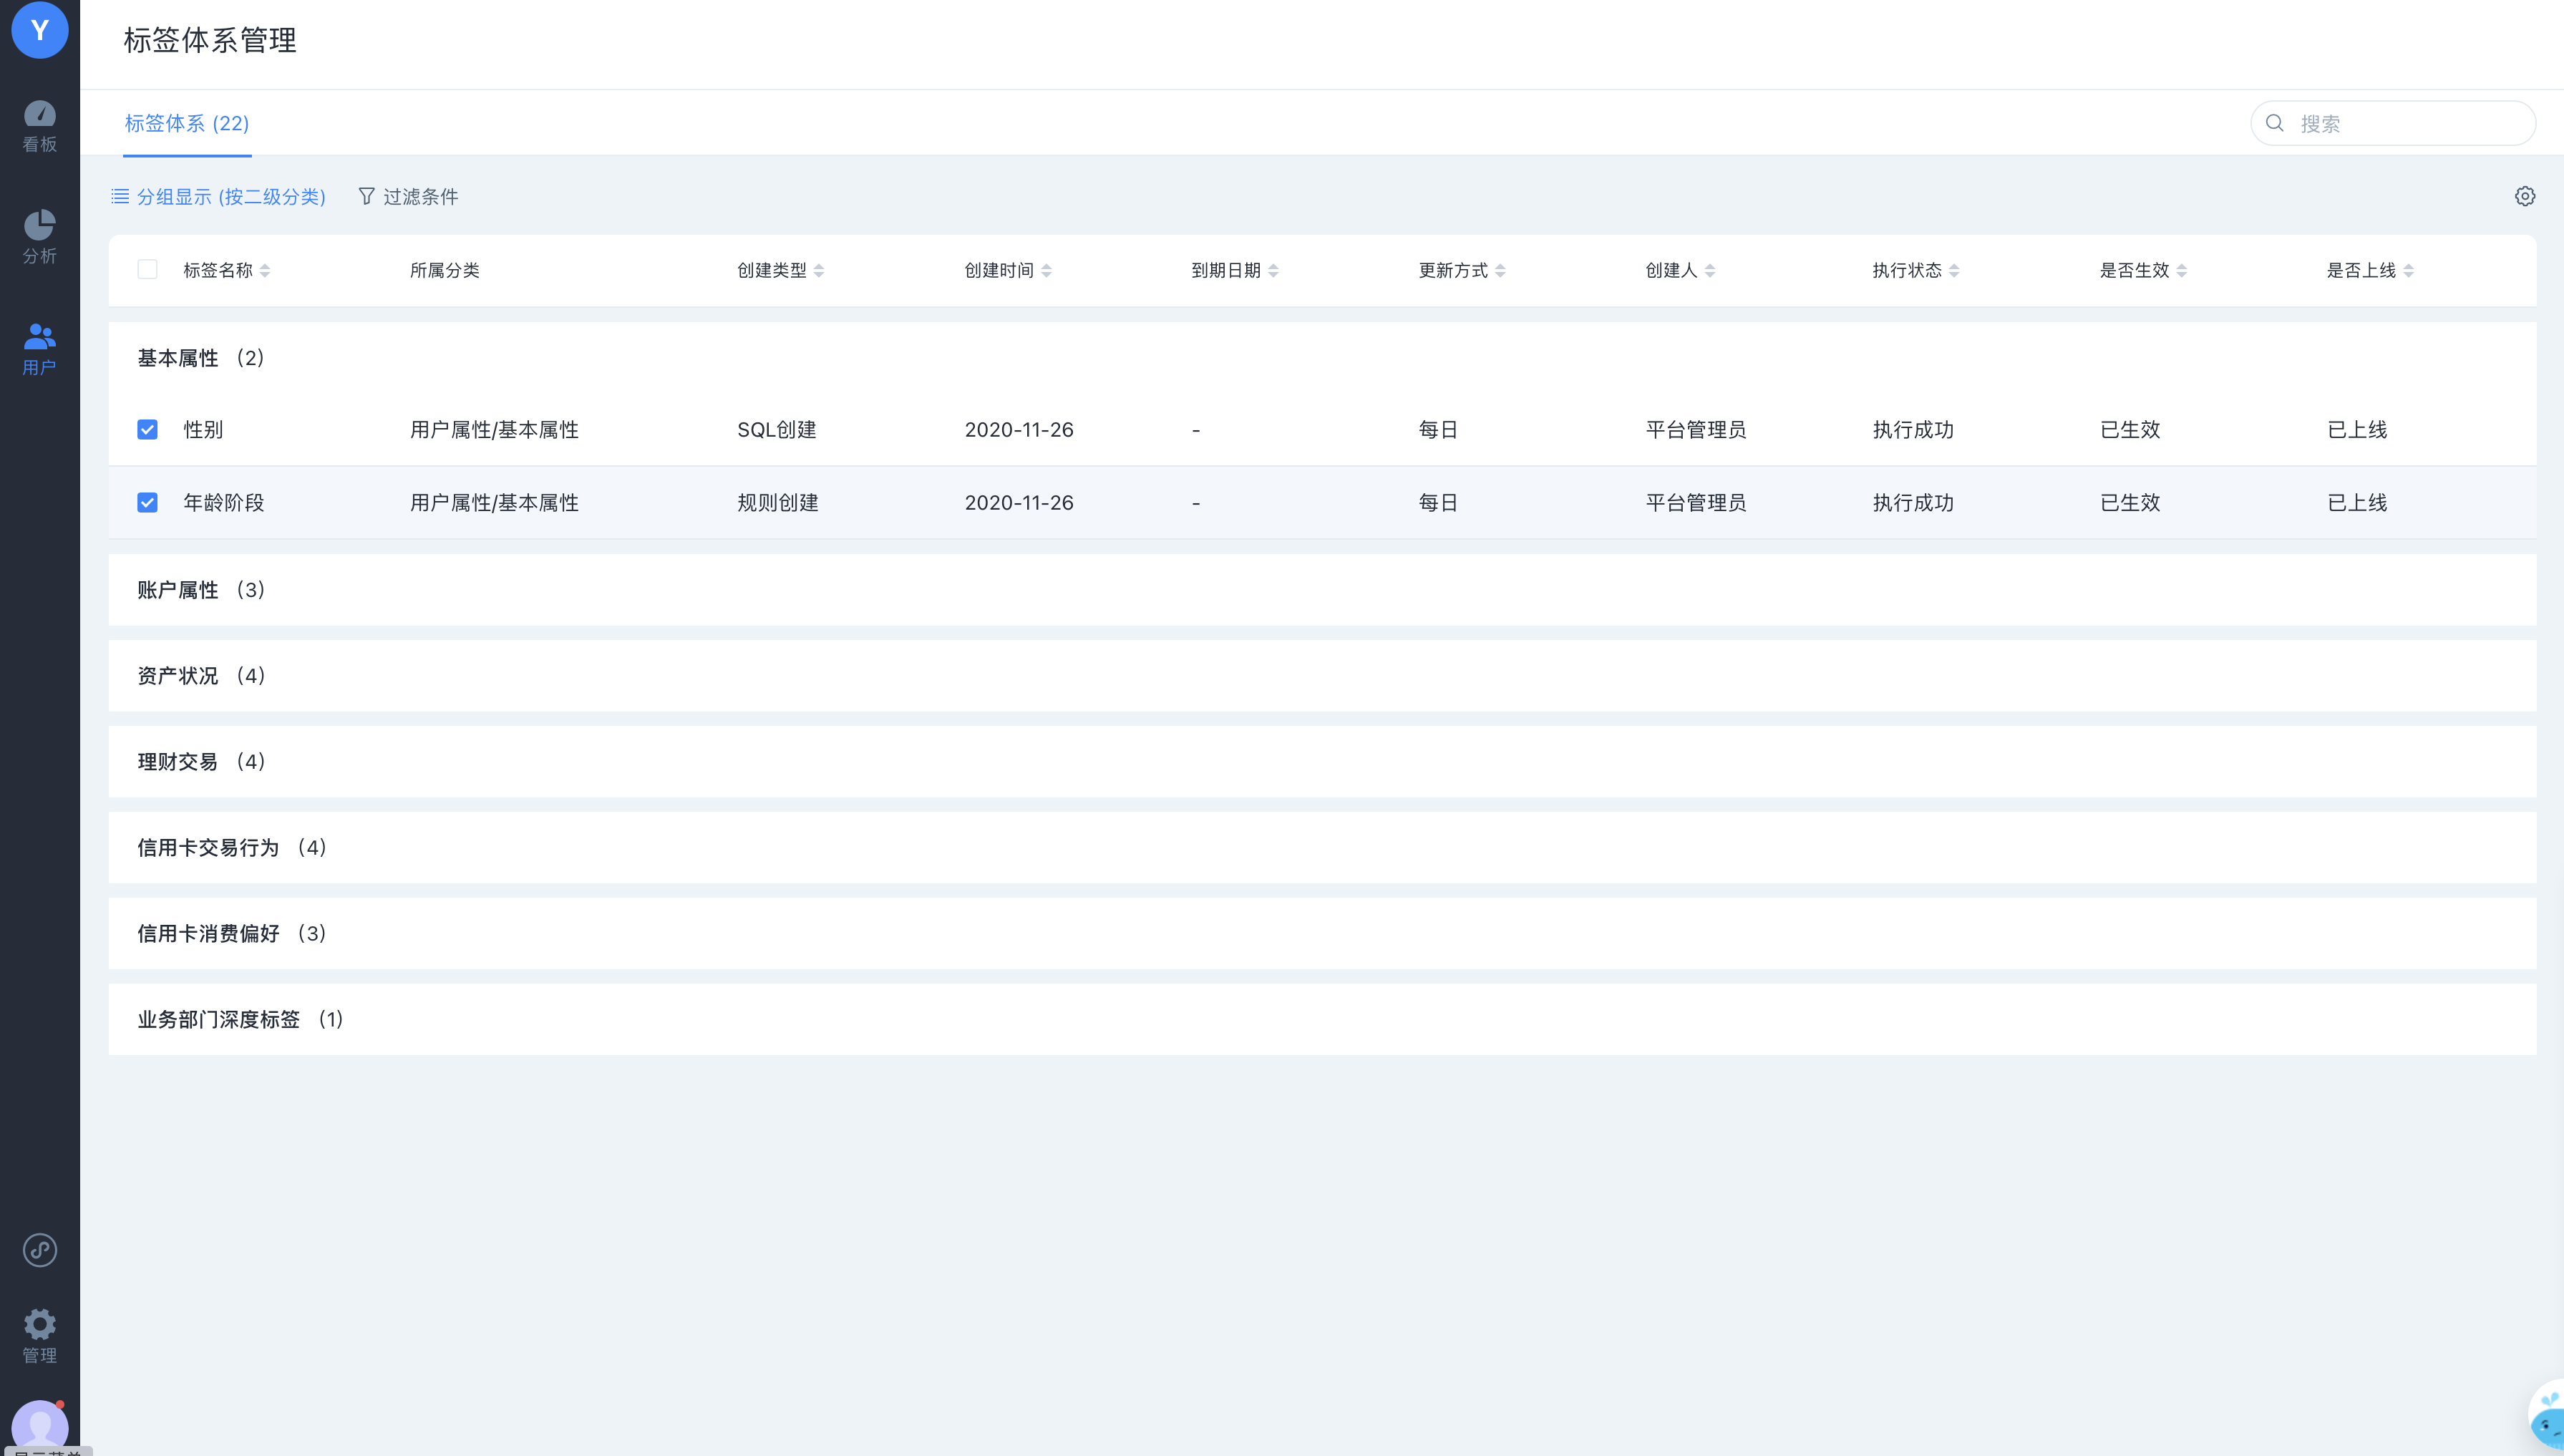 Y
标签体系管理
看板
标签体系 (22)
搜索
分析
分组显示 (按二级分类) 过滤条件
标签名称 所属分类 创建类型 创建时间 到期日期 更新方式 创建人 执行状态 是否生效 是否上线
用户
基本属性 (2)
性别 用户属性/基本属性 SQL创建 2020-11-26 - 每日 平台管理员 执行成功 已生效 已上线
年龄阶段 用户属性/基本属性 规则创建 2020-11-26 - 每日 平台管理员 执行成功 已生效 已上线
账户属性 (3)
资产状况 (4)
理财交易 (4)
信用卡交易行为 (4)
信用卡消费偏好 (3)
业务部门深度标签 (1)
管理